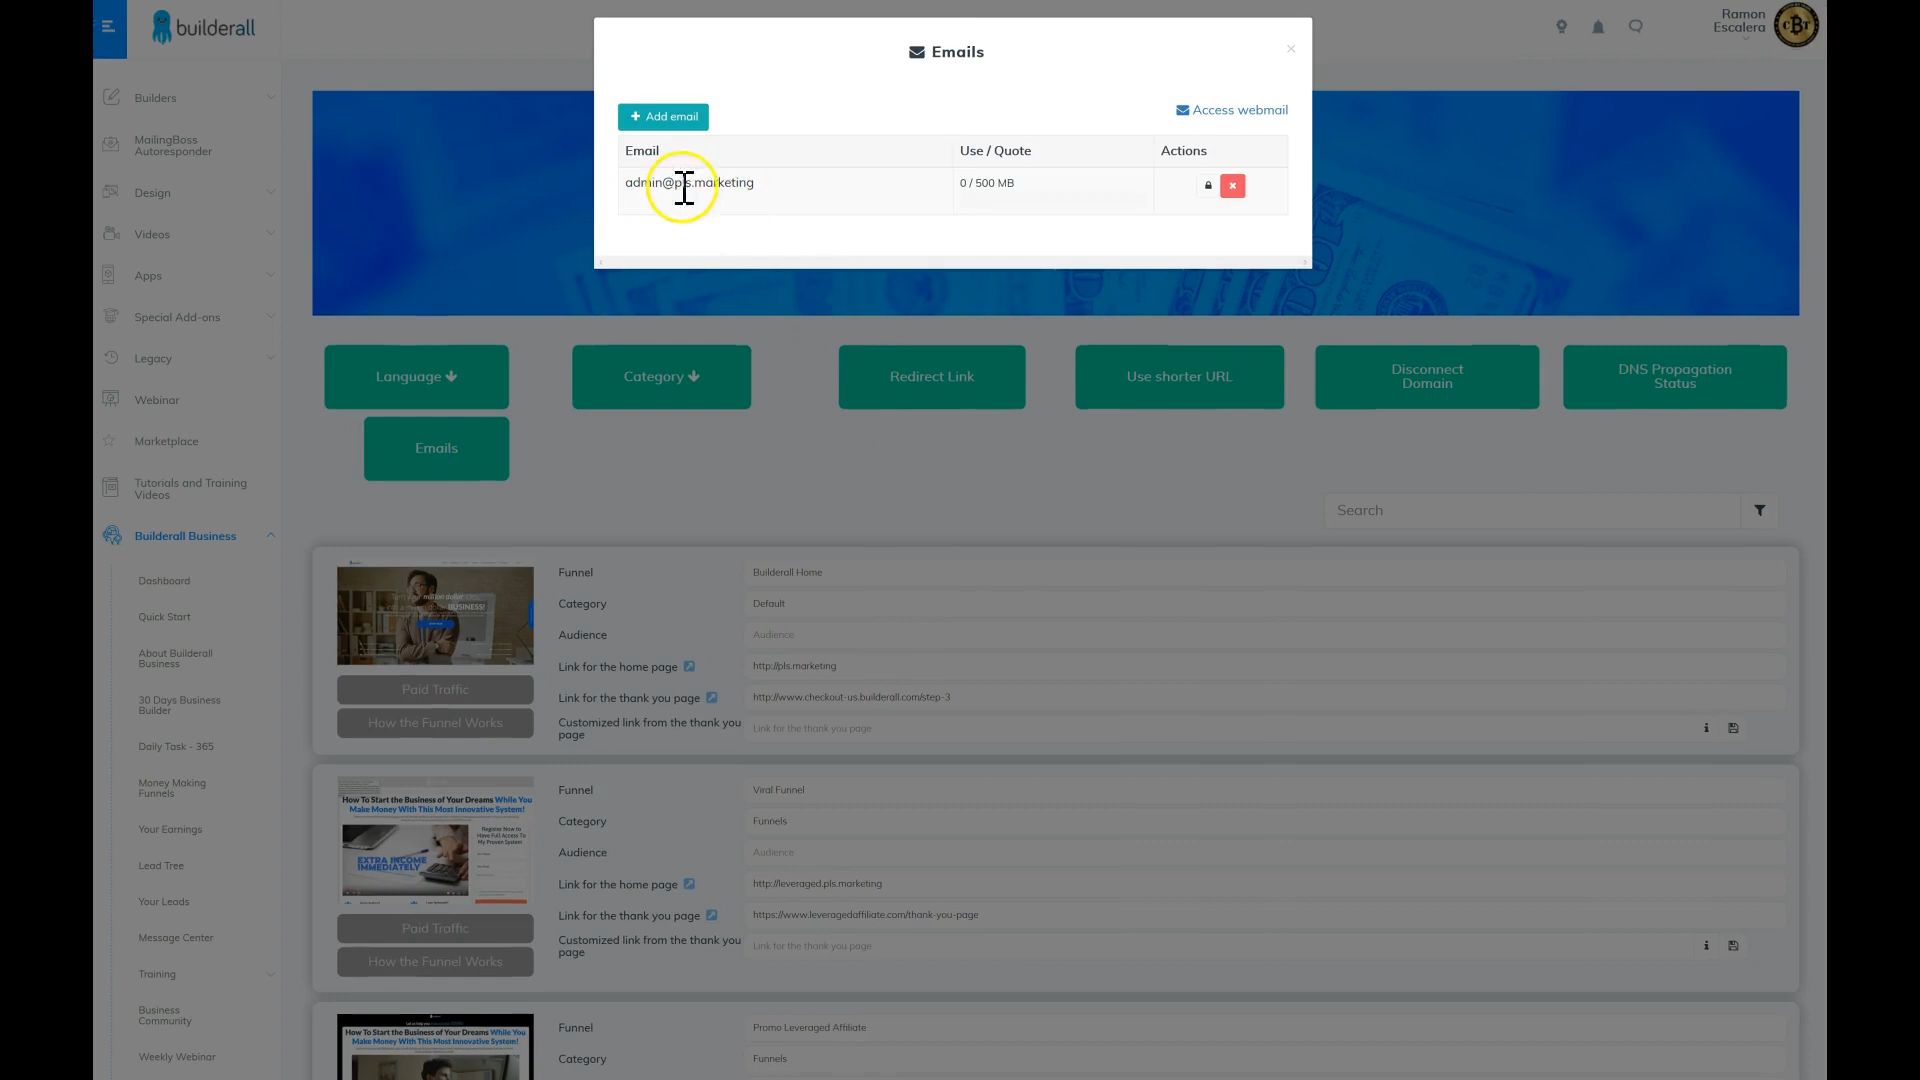 builderall
Ramon
Escalera
Emails
×
+ Add email
Access webmail
Email
Use / Quote
Actions
admin@pls.marketing
0 / 500 MB
Builders
MailingBoss
Autoresponder
Design
Videos
Apps
Special Add-ons
Legacy
Webinar
Marketplace
Tutorials and Training
Videos
Builderall Business
Dashboard
Quick Start
About Builderall
Business
30 Days Business
Builder
Daily Task - 365
Money Making
Funnels
Your Earnings
Lead Tree
Your Leads
Message Center
Training
Business
Community
Weekly Webinar
Language
Category
Redirect Link
Use shorter URL
Disconnect
Domain
DNS Propagation
Status
Emails
Search
Paid Traffic
How the Funnel Works
Funnel
Builderall Home
Category
Default
Audience
Audience
Link for the home page
http://pls.marketing
Link for the thank you page
http://www.checkout-us.builderall.com/step-3
Customized link from the thank you
page
Link for the thank you page
How To Start the Business of Your Dreams While You
Make Money With This Most Innovative System!
Register Now to
Have Full Access To
My Proven System
EXTRA INCOME
IMMEDIATELY
Paid Traffic
How the Funnel Works
Funnel
Viral Funnel
Category
Funnels
Audience
Audience
Link for the home page
http://leveraged.pls.marketing
Link for the thank you page
https://www.leveragedaffiliate.com/thank-you-page
Customized link from the thank you
page
Link for the thank you page
How To Start the Business of Your Dreams While You
Make Money With This Most Innovative System!
Funnel
Promo Leveraged Affiliate
Category
Funnels